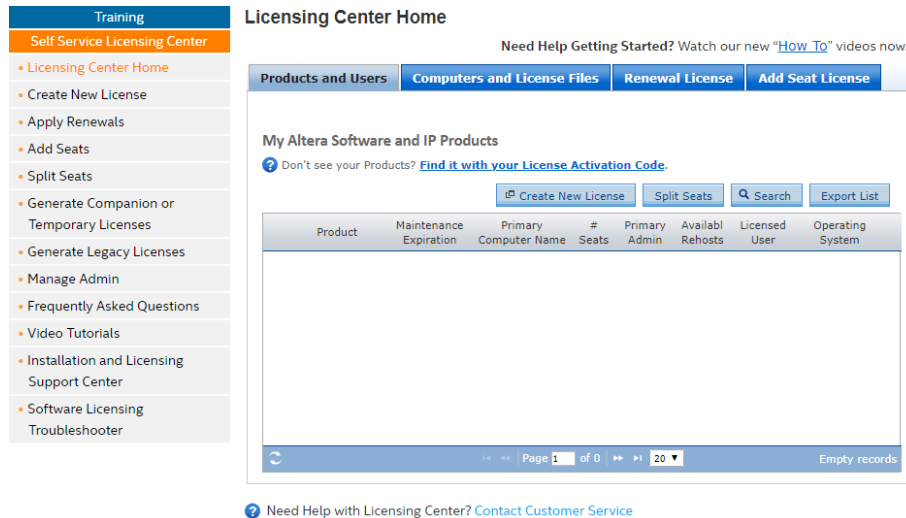 Training
Self Service Licensing Center
Licensing Center Home
Create New License
Apply Renewals
Add Seats
Split Seats
Generate Companion or
Temporary Licenses
Generate Legacy Licenses
Manage Admin
Frequently Asked Questions
Video Tutorials
Installation and Licensing
Support Center
Software Licensing
Troubleshooter
Licensing Center Home
Need Help Getting Started? Watch our new "How To" videos now
Products and Users Computers and License Files Renewal License Add Seat License
My Altera Software and IP Products
Don't see your Products? Find it with your License Activation Code.
Create New License Split Seats Search Export List
Product Maintenance Expiration Primary Computer Name # Seats Primary Admin Availabl Rehosts Licensed User Operating System
Page 1 of 0 20 Empty records
Need Help with Licensing Center? Contact Customer Service